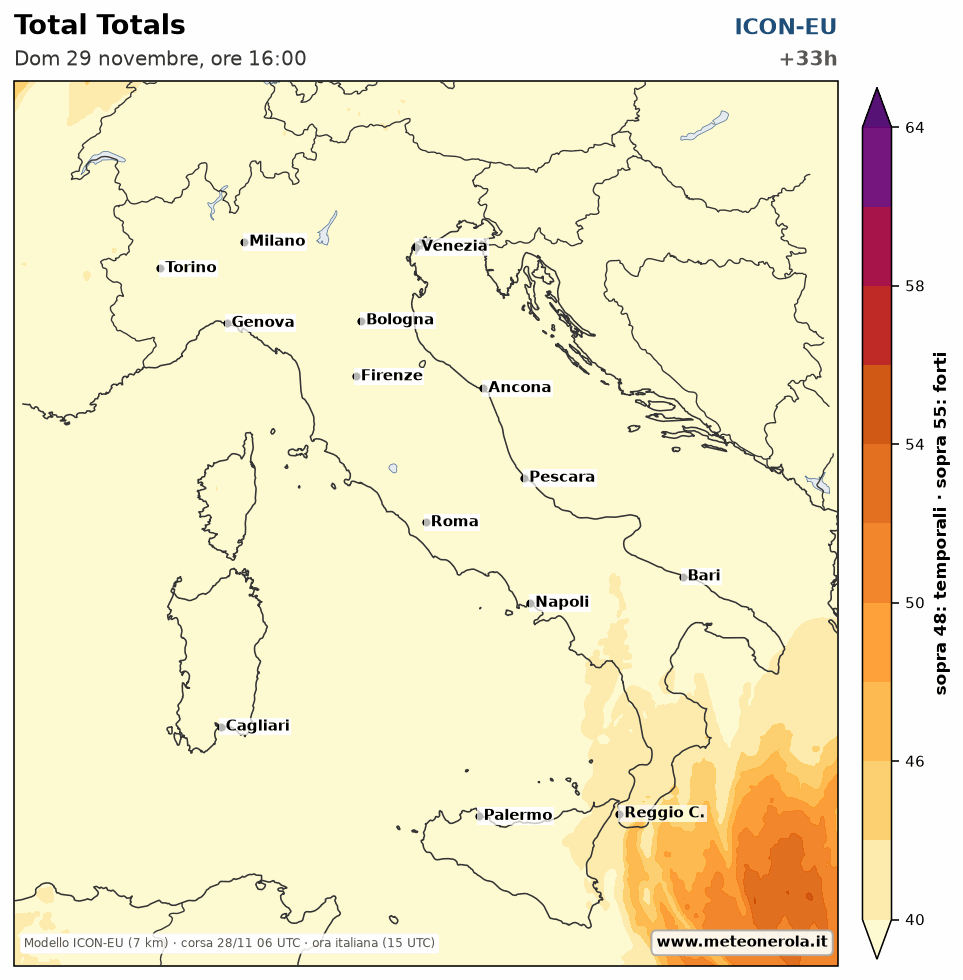 Total Totals
ICON-EU
Dom 29 novembre, ore 16:00
+33h
64
58
54
50
46
40
sopra 48: temporali · sopra 55: forti
Milano
Venezia
Torino
Genova
Bologna
Firenze
Ancona
Pescara
Roma
Bari
Napoli
Cagliari
Palermo
Reggio C.
Modello ICON-EU (7 km) · corsa 28/11 06 UTC · ora italiana (15 UTC)
www.meteonerola.it